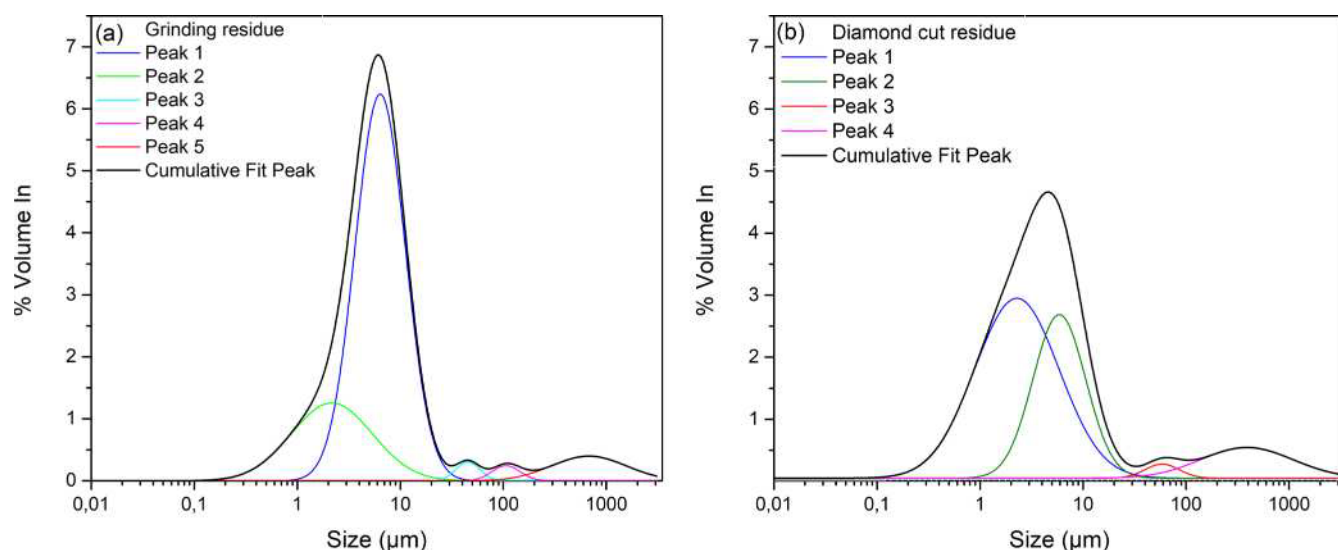 (a) Grinding residue
Peak 1
Peak 2
Peak 3
Peak 4
Peak 5
Cumulative Fit Peak
% Volume In
7
6
5
4
3
2
1
0
0,01 0,1 1 10 100 1000
Size (µm)
(b) Diamond cut residue
Peak 1
Peak 2
Peak 3
Peak 4
Cumulative Fit Peak
% Volume In
7
6
5
4
3
2
1
0
0,01 0,1 1 10 100 1000
Size (µm)